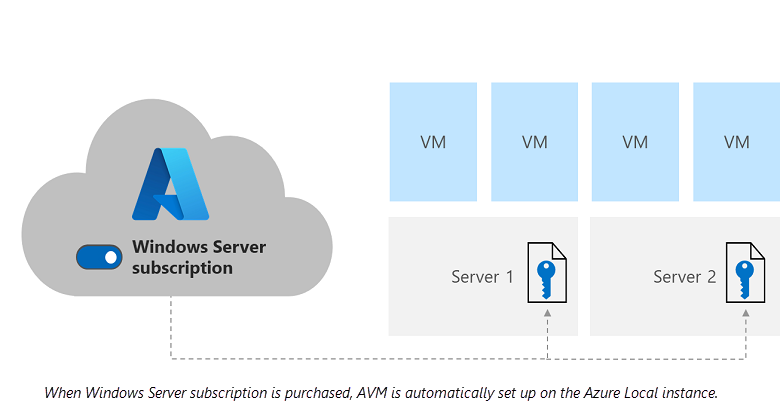 VM VM VM VM
Windows Server
subscription
Server 1 Server 2
When Windows Server subscription is purchased, AVM is automatically set up on the Azure Local instance.